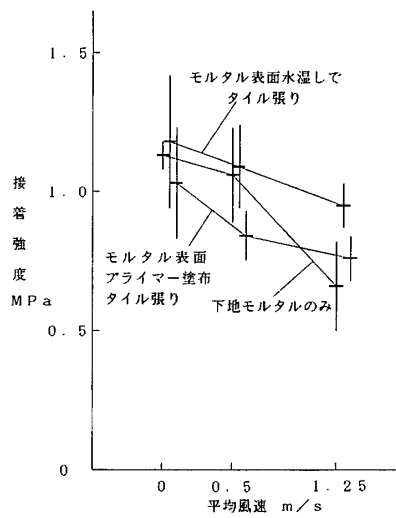 1.5
モルタル表面水湿しで
タイル張り
接
着
強
度
MPa
1.0
モルタル表面
プライマー塗布
タイル張り
下地モルタルのみ
0.5
0
0 0.5 1.25
平均風速 m/s